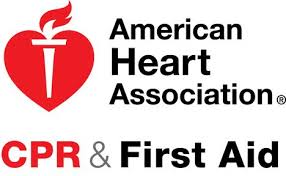 American
Heart
Association®
CPR & First Aid